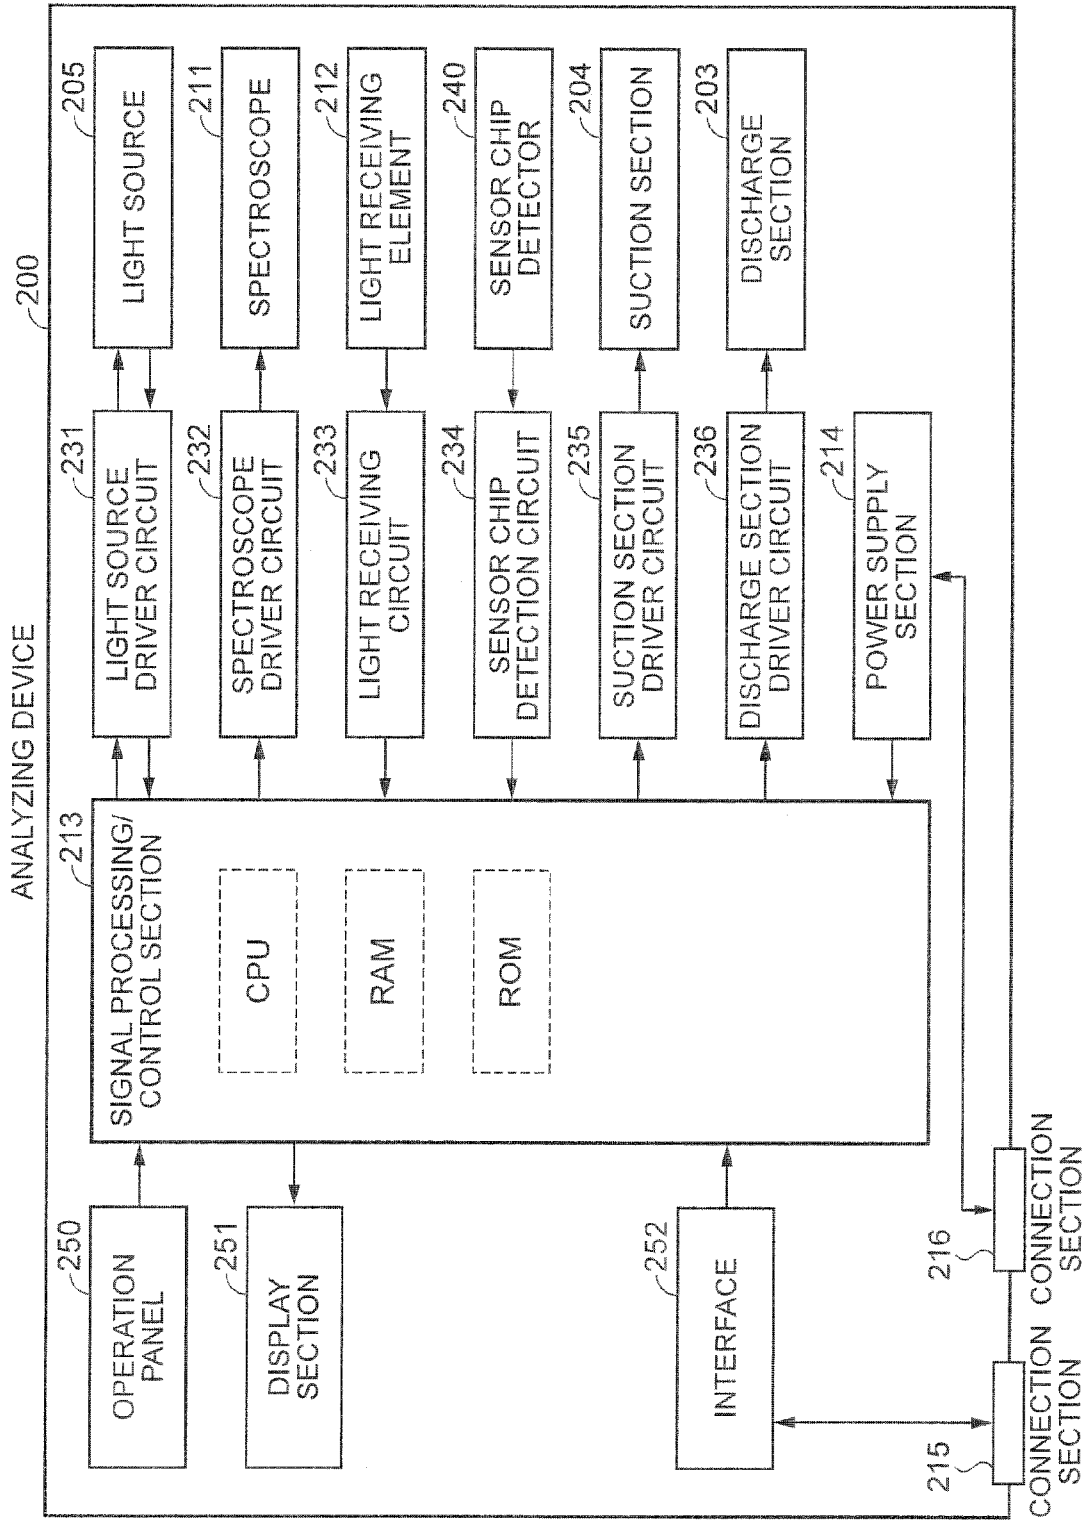 ANALYZING DEVICE
200
250
OPERATION
PANEL
251
DISPLAY
SECTION
252
INTERFACE
213
SIGNAL PROCESSING/
CONTROL SECTION
CPU
RAM
ROM
231
LIGHT SOURCE
DRIVER CIRCUIT
232
SPECTROSCOPE
DRIVER CIRCUIT
233
LIGHT RECEIVING
CIRCUIT
234
SENSOR CHIP
DETECTION CIRCUIT
235
SUCTION SECTION
DRIVER CIRCUIT
236
DISCHARGE SECTION
DRIVER CIRCUIT
214
POWER SUPPLY
SECTION
205
LIGHT SOURCE
211
SPECTROSCOPE
212
LIGHT RECEIVING
ELEMENT
240
SENSOR CHIP
DETECTOR
204
SUCTION SECTION
203
DISCHARGE
SECTION
215
CONNECTION
SECTION
216
CONNECTION
SECTION